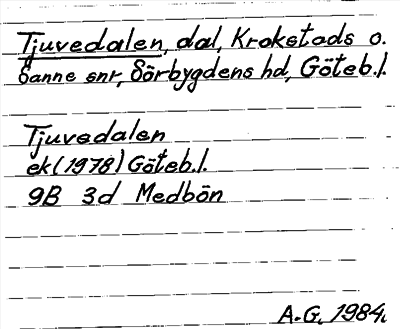 Tjuvedalen, dal, Krokstads o.
Sanne snr, Sörbygdens hd, Göteb.l.
Tjuvedalen
ek (1978) Göteb.l.
9B 3d Medbön
A.G. 1984.